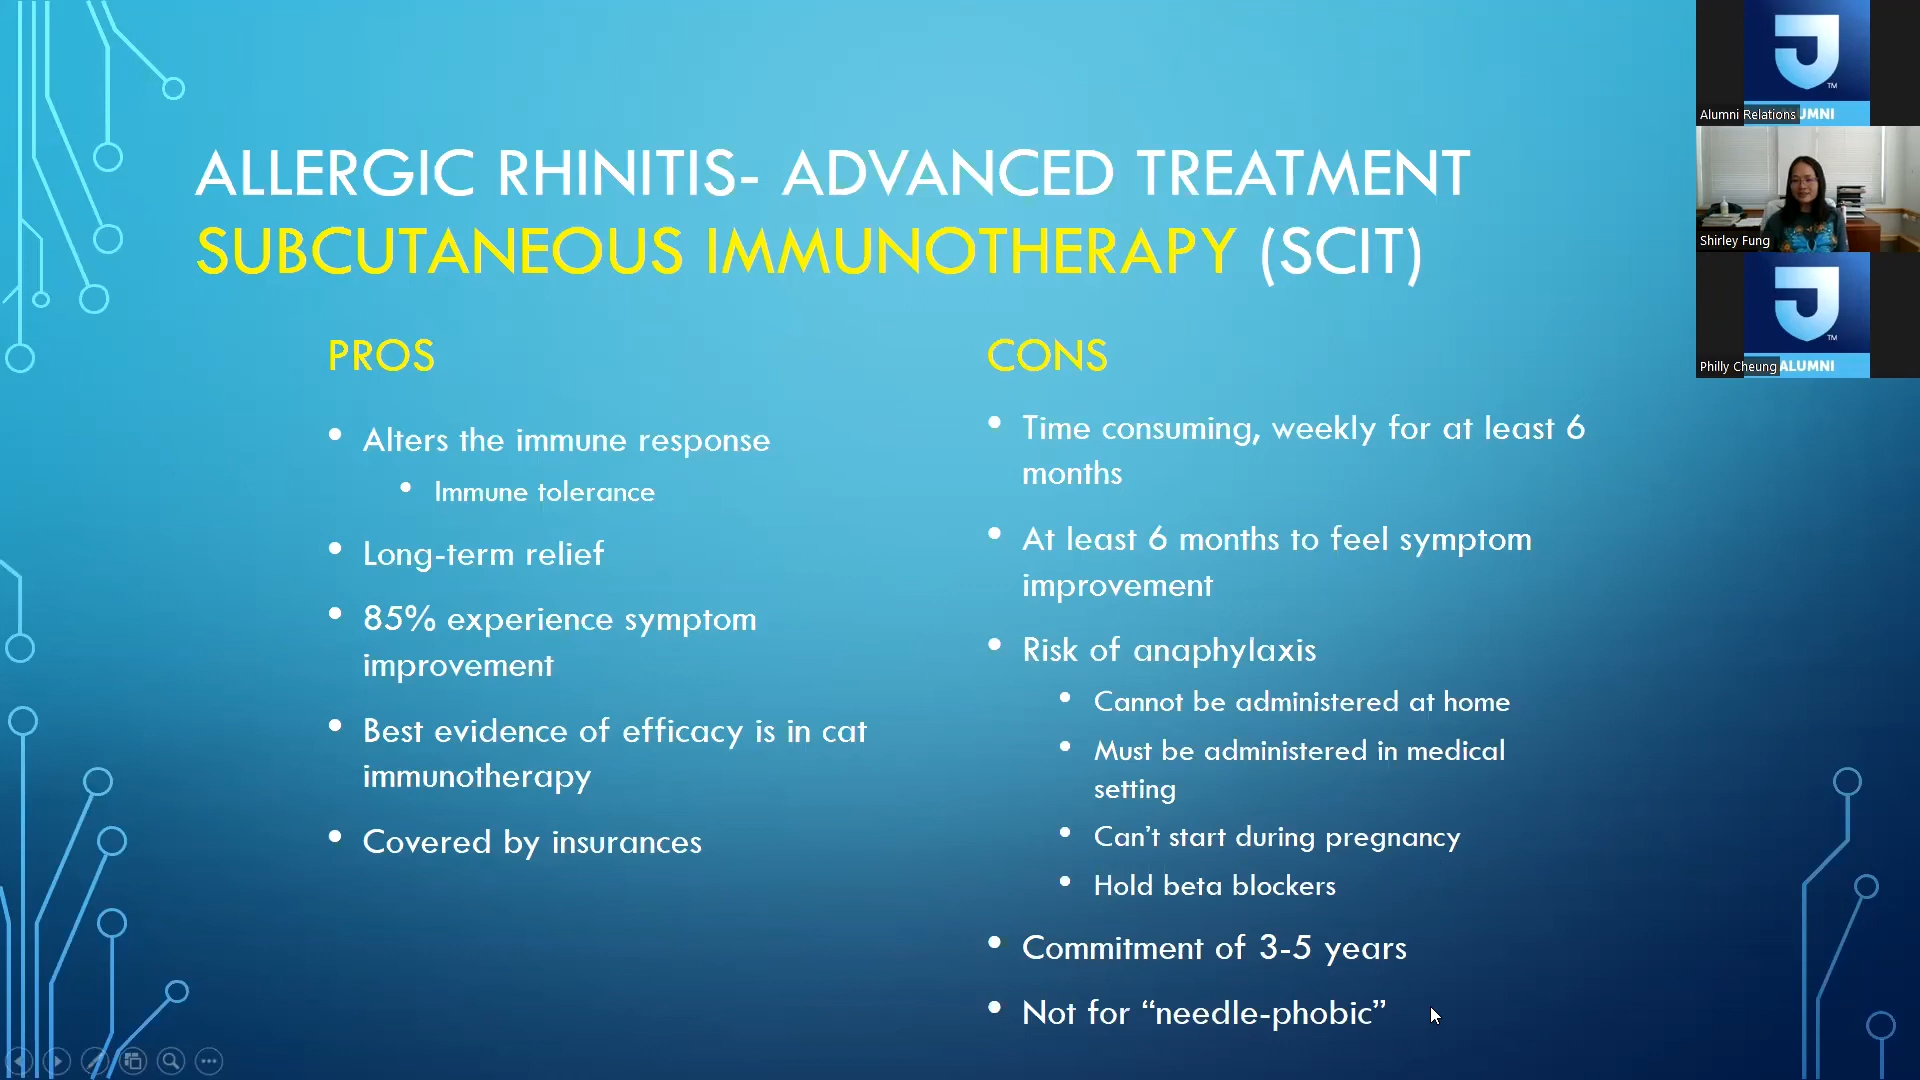 ALLERGIC RHINITIS- ADVANCED TREATMENT
SUBCUTANEOUS IMMUNOTHERAPY (SCIT)
PROS
• Alters the immune response
• Immune tolerance
• Long-term relief
• 85% experience symptom
improvement
• Best evidence of efficacy is in cat
immunotherapy
• Covered by insurances
CONS
• Time consuming, weekly for at least 6
months
• At least 6 months to feel symptom
improvement
• Risk of anaphylaxis
• Cannot be administered at home
• Must be administered in medical
setting
• Can’t start during pregnancy
• Hold beta blockers
• Commitment of 3-5 years
• Not for “needle-phobic”
J
TM
Alumni Relations UMNI
Shirley Fung
J
TM
Philly Cheung ALUMNI